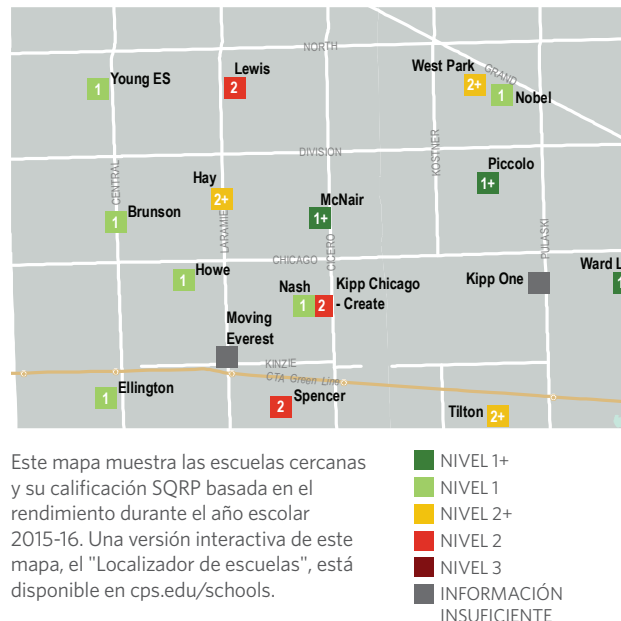 NORTH
Young ES
1
Lewis
2
West Park
2+
GRAND
1
Nobel
DIVISION
KOSTNER
Piccolo
1+
CENTRAL
Hay
2+
LARAMIE
McNair
1+
CICERO
Brunson
1
PULASKI
CHICAGO
Howe
1
Nash
1
2
Kipp Chicago
- Create
Kipp One
Ward L
Moving
Everest
KINZIE
CTA Green Line
Ellington
1
Spencer
2
Tilton
2+
Este mapa muestra las escuelas cercanas
y su calificación SQRP basada en el
rendimiento durante el año escolar
2015-16. Una versión interactiva de este
mapa, el "Localizador de escuelas", está
disponible en cps.edu/schools.
NIVEL 1+
NIVEL 1
NIVEL 2+
NIVEL 2
NIVEL 3
INFORMACIÓN
INSUFICIENTE